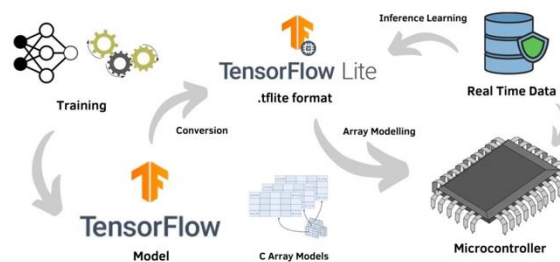 Inference Learning
TensorFlow Lite
.tflite format
Training
Real Time Data
Conversion
Array Modelling
TensorFlow
Model
C Array Models
Microcontroller